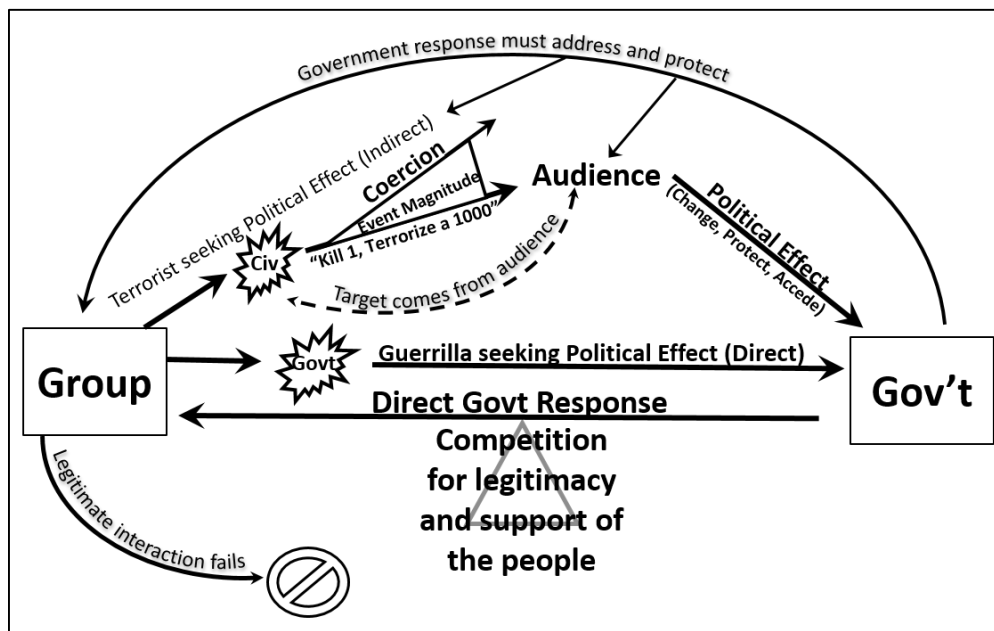 Government response must address and protect
Terrorist seeking Political Effect (Indirect)
Coercion
Event Magnitude
"Kill 1, Terrorize a 1000"
Audience
Political Effect
(Change, Protect, Accede)
Civ
Target comes from audience
Group
Govt
Guerrilla seeking Political Effect (Direct)
Gov't
Direct Govt Response
Competition
for legitimacy
and support of
the people
Legitimate interaction fails